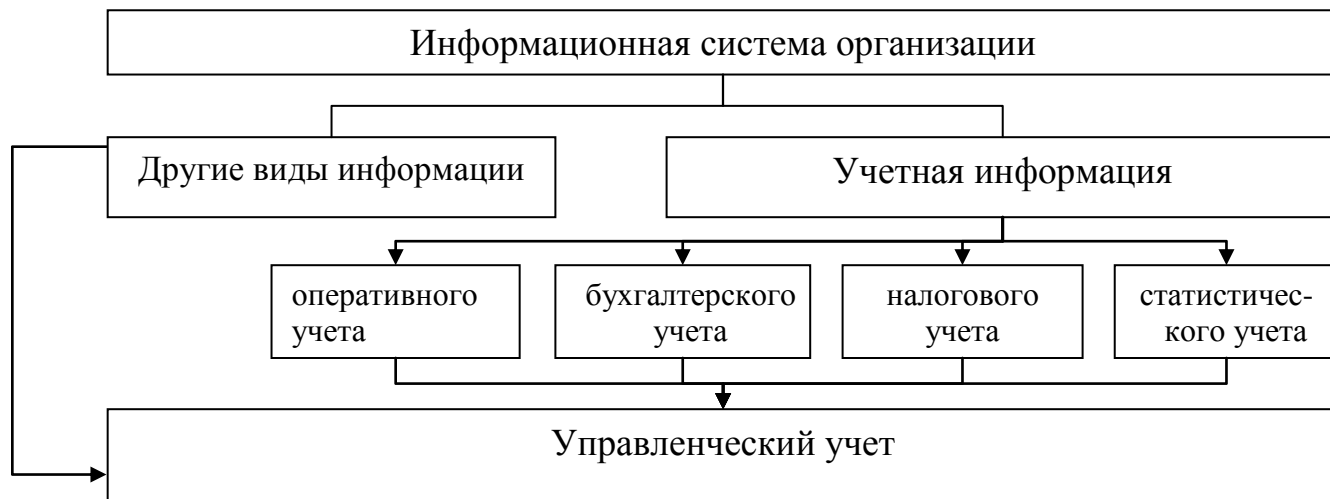 Информационная система организации
Другие виды информации
Учетная информация
оперативного
учета
бухгалтерского
учета
налогового
учета
статистичес-
кого учета
Управленческий учет